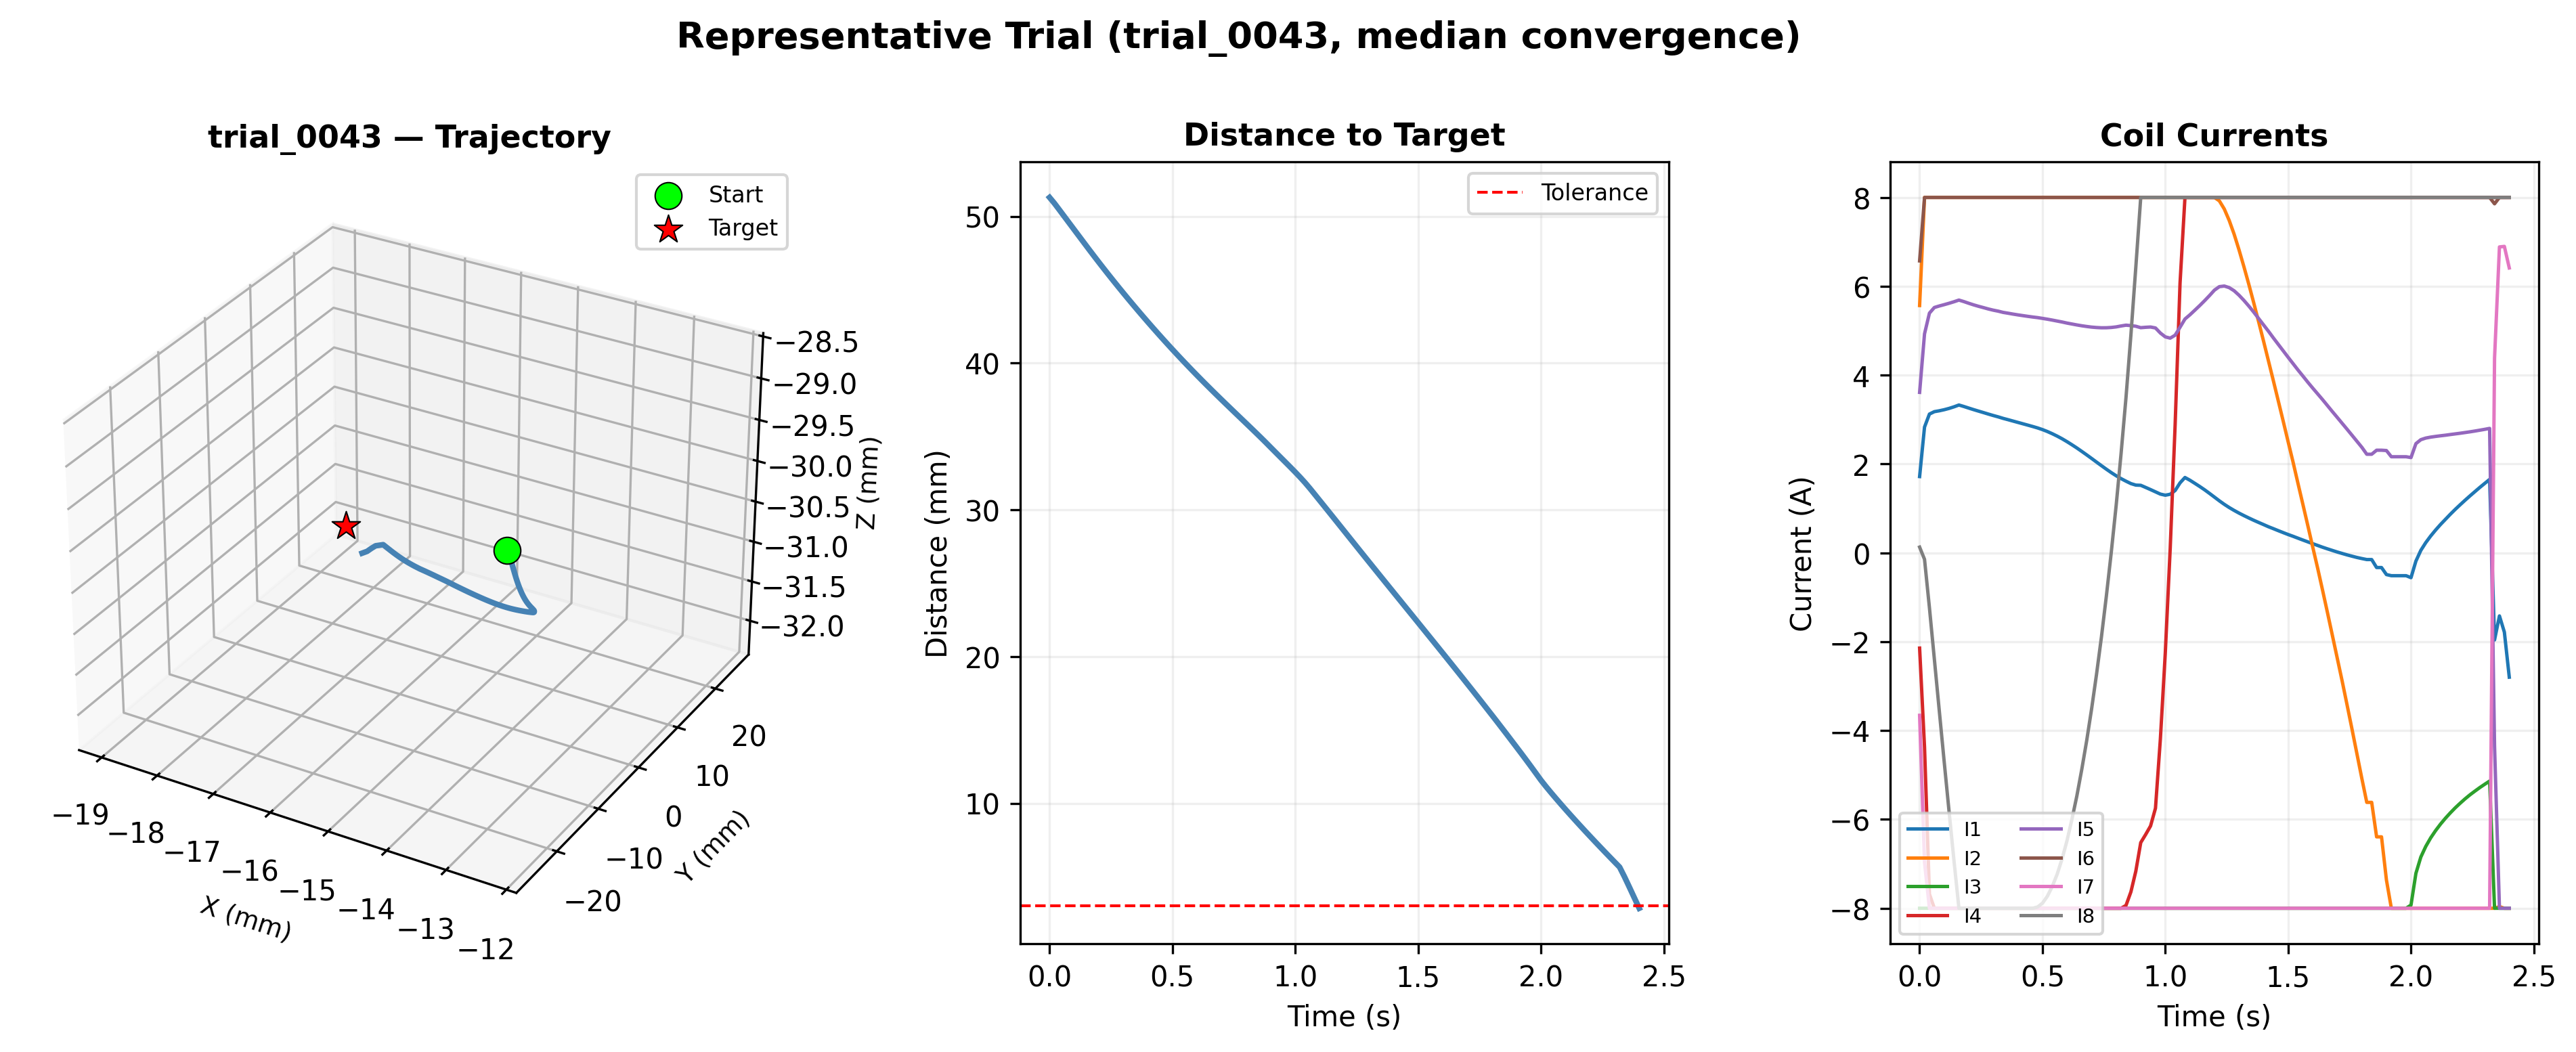 Representative Trial (trial_0043, median convergence)
trial_0043 — Trajectory
Start
Target
−28.5
−29.0
−29.5
−30.0
−30.5
−31.0
−31.5
−32.0
Z (mm)
20
10
0
−10
−20
Y (mm)
−19
−18
−17
−16
−15
−14
−13
−12
X (mm)
Distance to Target
Tolerance
50
40
30
20
10
Distance (mm)
0.0 0.5 1.0 1.5 2.0 2.5
Time (s)
Coil Currents
8
6
4
2
0
−2
−4
−6
−8
Current (A)
I1 I5
I2 I6
I3 I7
I4 I8
0.0 0.5 1.0 1.5 2.0 2.5
Time (s)